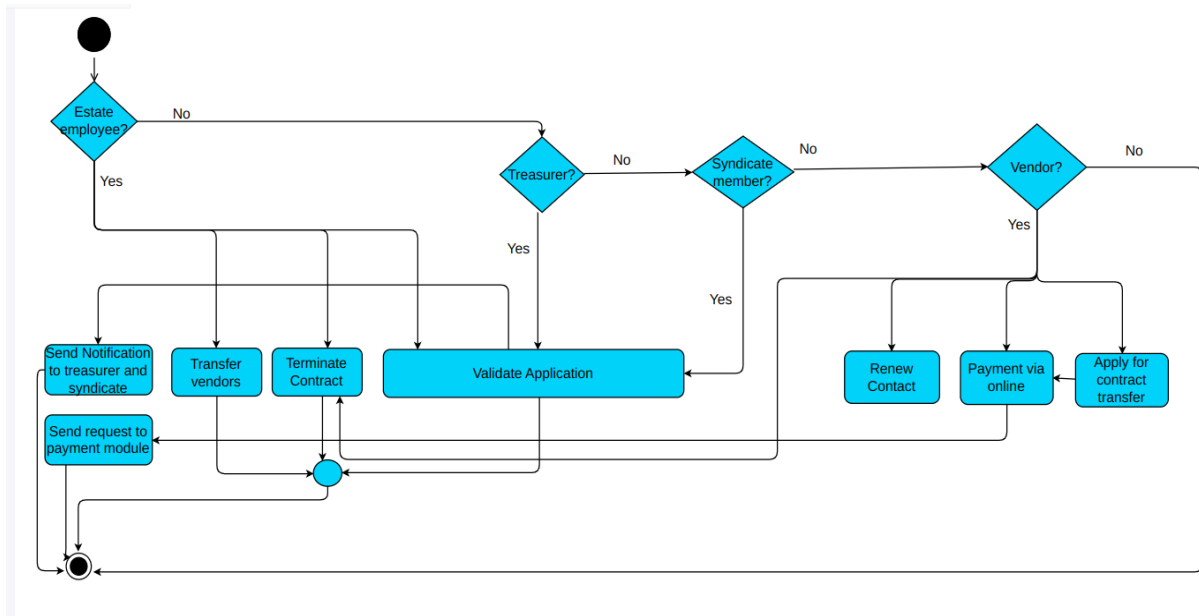 Estate
employee?
No
Yes
Treasurer?
No
Yes
Syndicate
member?
No
Yes
Vendor?
No
Yes
Send Notification
to treasurer and
syndicate
Transfer
vendors
Terminate
Contract
Validate Application
Renew
Contact
Payment via
online
Apply for
contract
transfer
Send request to
payment module